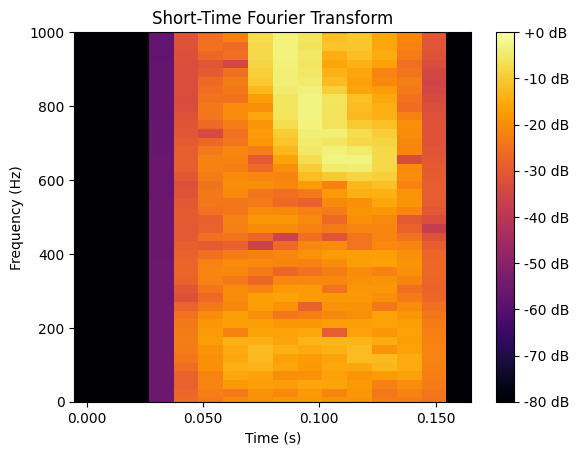 Short-Time Fourier Transform
1000
800
600
400
200
0
Frequency (Hz)
0.000
0.050
0.100
0.150
Time (s)
+0 dB
-10 dB
-20 dB
-30 dB
-40 dB
-50 dB
-60 dB
-70 dB
-80 dB